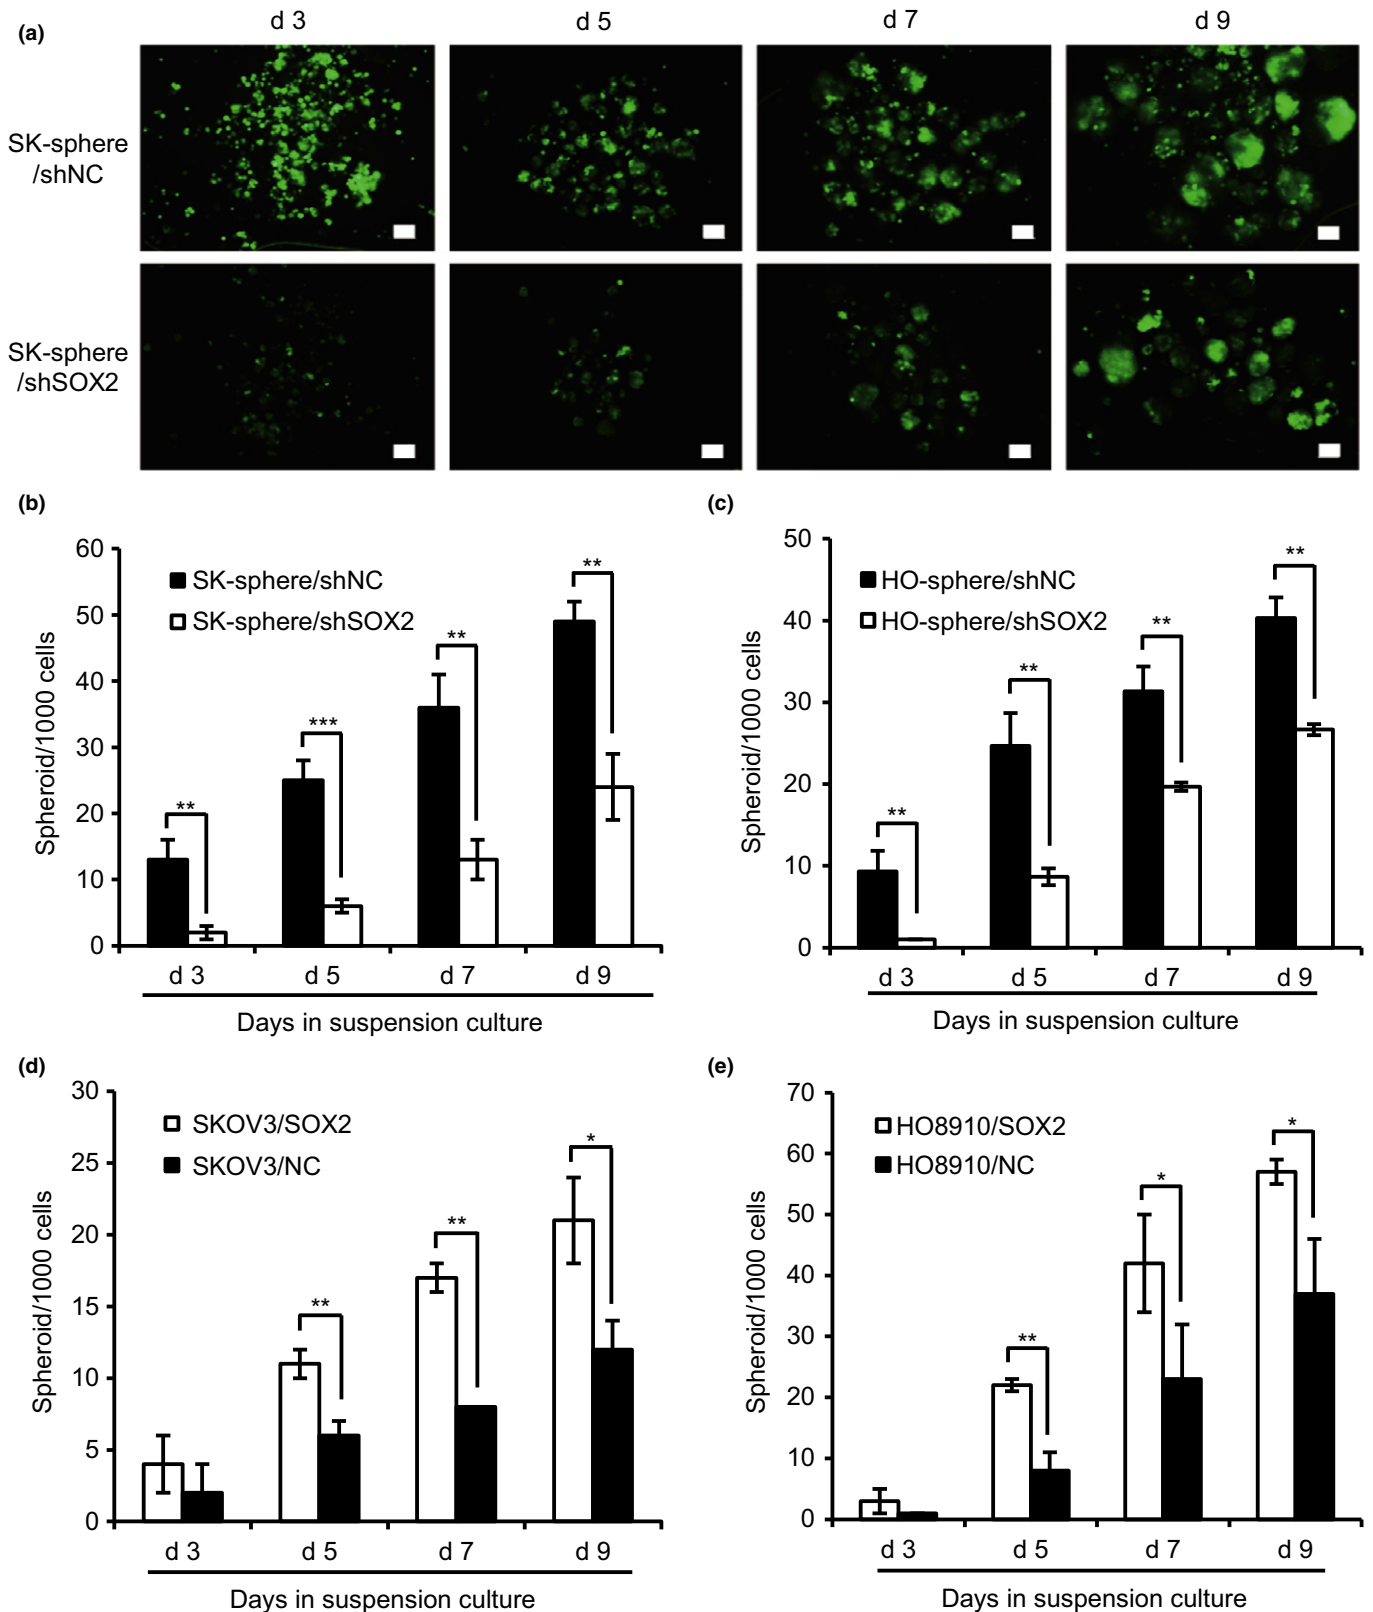 (a)
d 3 d 5 d 7 d 9
SK-sphere
/shNC
SK-sphere
/shSOX2
(b)
60
50
40
30
20
10
0
Spheroid/1000 cells
SK-sphere/shNC
SK-sphere/shSOX2
**
***
**
**
d 3 d 5 d 7 d 9
Days in suspension culture
(c)
50
40
30
20
10
0
Spheroid/1000 cells
HO-sphere/shNC
HO-sphere/shSOX2
**
**
**
**
d 3 d 5 d 7 d 9
Days in suspension culture
(d)
30
25
20
15
10
5
0
Spheroid/1000 cells
SKOV3/SOX2
SKOV3/NC
**
**
*
d 3 d 5 d 7 d 9
Days in suspension culture
(e)
70
60
50
40
30
20
10
0
Spheroid/1000 cells
HO8910/SOX2
HO8910/NC
**
*
*
d 3 d 5 d 7 d 9
Days in suspension culture